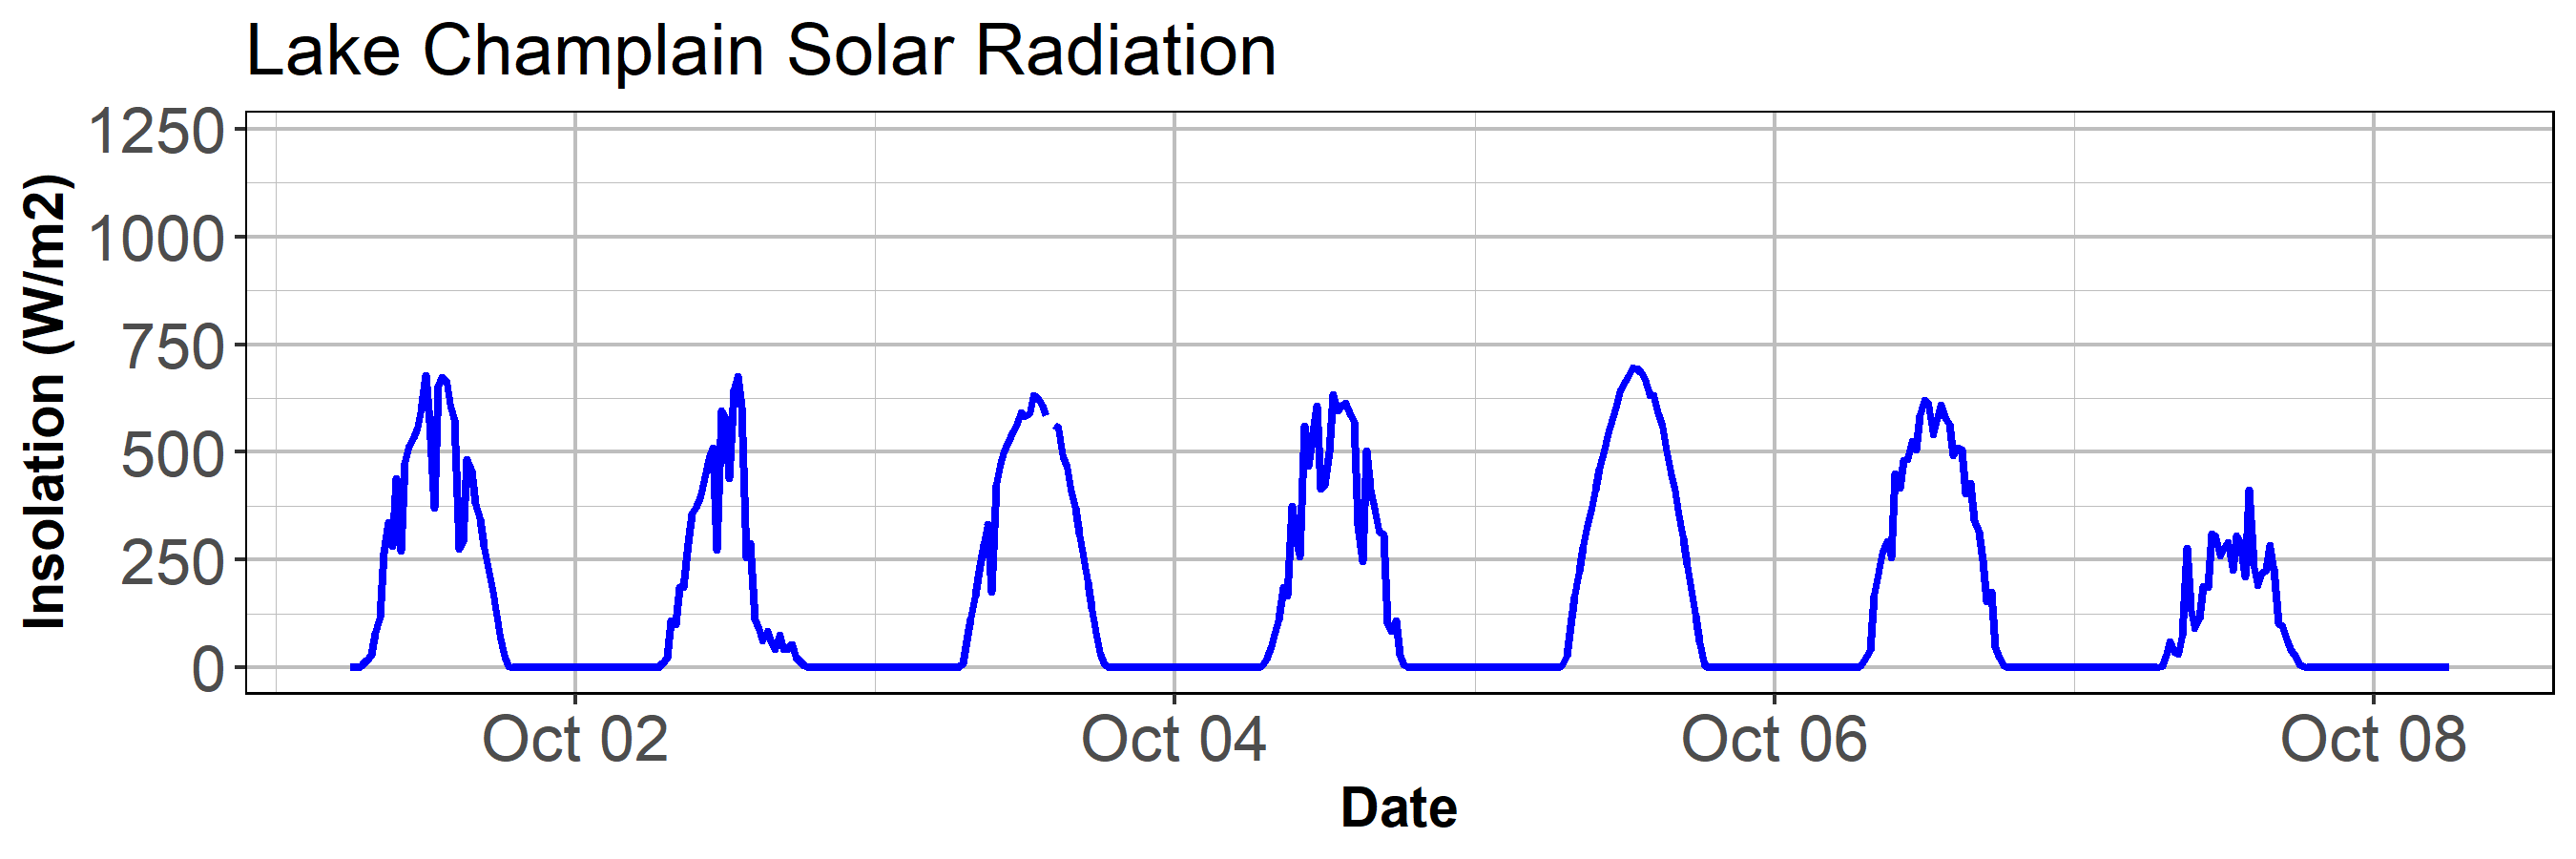 Lake Champlain Solar Radiation
Insolation (W/m2)
1250
1000
750
500
250
0
Oct 02 Oct 04 Oct 06 Oct 08
Date